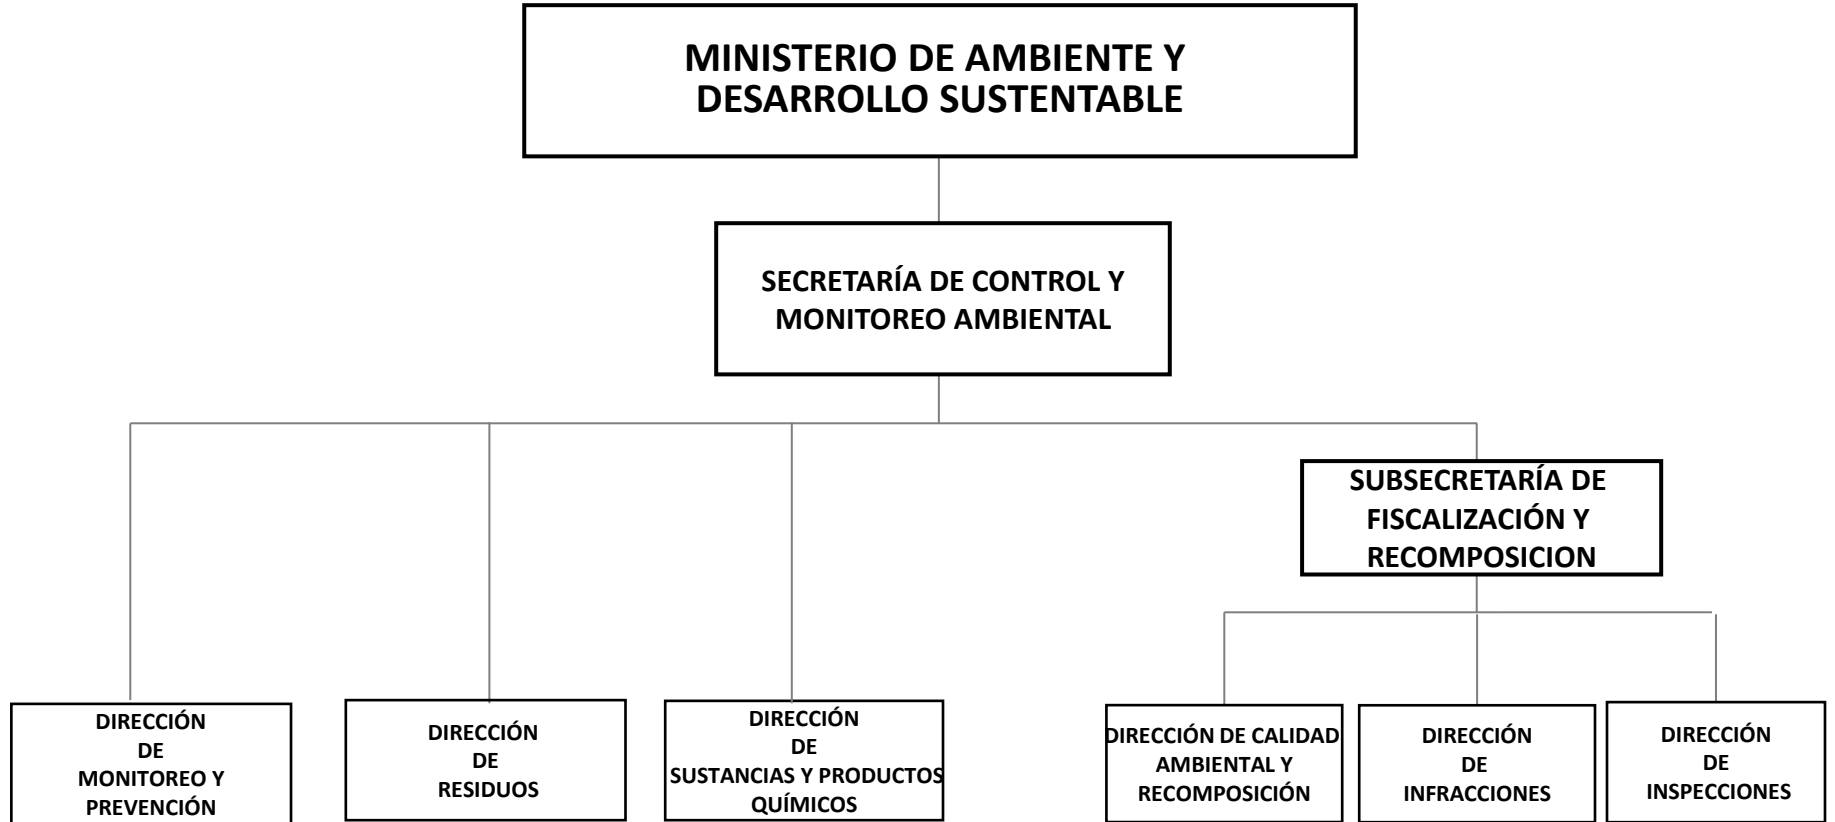 MINISTERIO DE AMBIENTE Y
DESARROLLO SUSTENTABLE
SECRETARÍA DE CONTROL Y
MONITOREO AMBIENTAL
SUBSECRETARÍA DE
FISCALIZACIÓN Y
RECOMPOSICION
DIRECCIÓN
DE
MONITOREO Y
PREVENCIÓN
DIRECCIÓN
DE
RESIDUOS
DIRECCIÓN
DE
SUSTANCIAS Y PRODUCTOS
QUÍMICOS
DIRECCIÓN DE CALIDAD
AMBIENTAL Y
RECOMPOSICIÓN
DIRECCIÓN
DE
INFRACCIONES
DIRECCIÓN
DE
INSPECCIONES